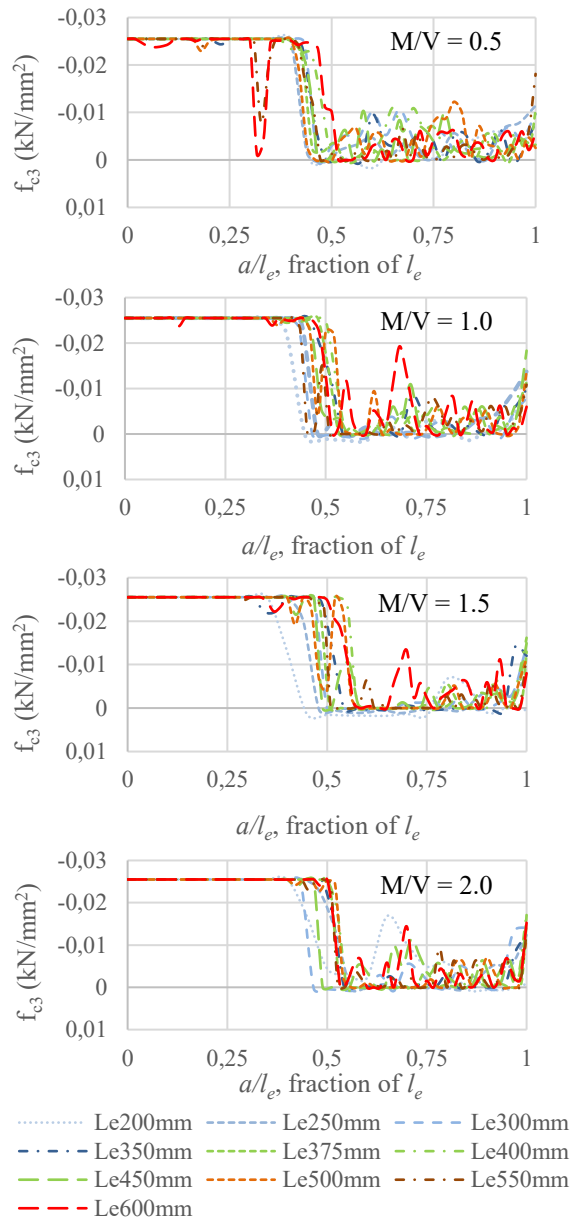 M/V = 0.5
f_c3 (kN/mm²)
-0,03
-0,02
-0,01
0
0,01
0 0,25 0,5 0,75 1
a/l_e, fraction of l_e
M/V = 1.0
f_c3 (kN/mm²)
-0,03
-0,02
-0,01
0
0,01
0 0,25 0,5 0,75 1
a/l_e, fraction of l_e
M/V = 1.5
f_c3 (kN/mm²)
-0,03
-0,02
-0,01
0
0,01
0 0,25 0,5 0,75 1
a/l_e, fraction of l_e
M/V = 2.0
f_c3 (kN/mm²)
-0,03
-0,02
-0,01
0
0,01
0 0,25 0,5 0,75 1
a/l_e, fraction of l_e
Le200mm Le250mm Le300mm
Le350mm Le375mm Le400mm
Le450mm Le500mm Le550mm
Le600mm